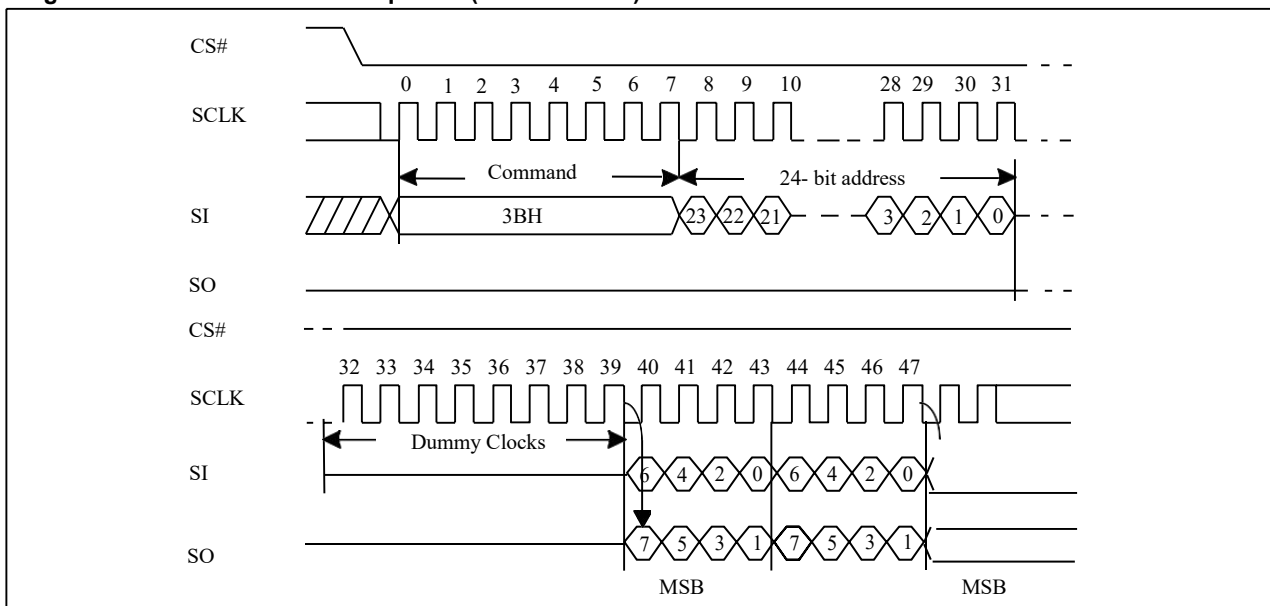 CS#
0 1 2 3 4 5 6 7 8 9 10 28 29 30 31
SCLK
Command 24- bit address
SI 3BH 23 22 21 3 2 1 0
SO
CS#
32 33 34 35 36 37 38 39 40 41 42 43 44 45 46 47
SCLK
Dummy Clocks
SI 6 4 2 0 6 4 2 0
SO 7 5 3 1 7 5 3 1
MSB MSB